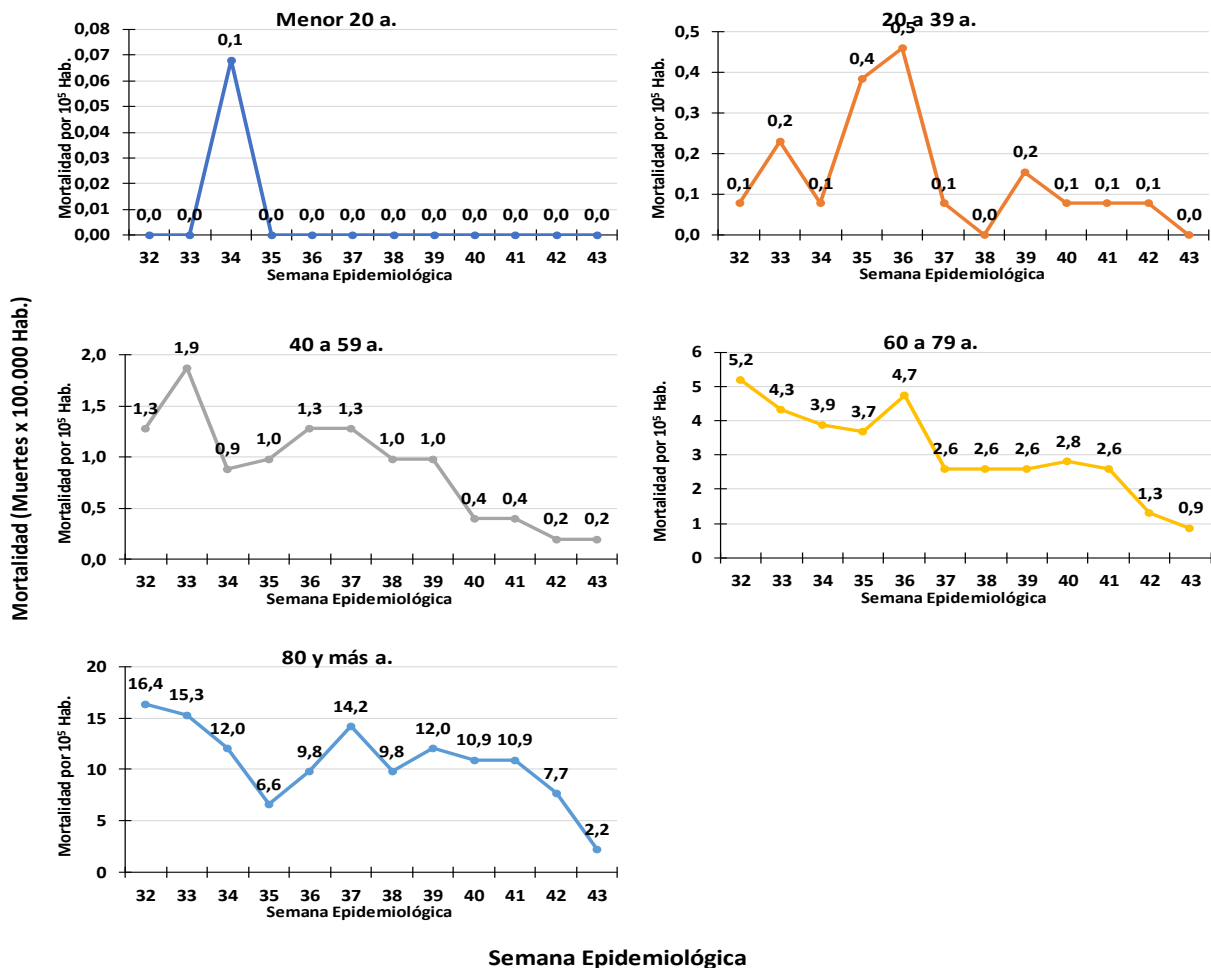 Mortalidad (Muertes x 100.000 Hab.)
Menor 20 a.
Mortalidad por 10⁵ Hab.
0,08
0,07
0,06
0,05
0,04
0,03
0,02
0,01
0,00
0,0 0,0 0,1 0,0 0,0 0,0 0,0 0,0 0,0 0,0 0,0 0,0
32 33 34 35 36 37 38 39 40 41 42 43
Semana Epidemiológica
20 a 39 a.
Mortalidad por 10⁵ Hab.
0,5
0,4
0,3
0,2
0,1
0,0
0,1 0,2 0,1 0,4 0,5 0,1 0,0 0,2 0,1 0,1 0,1 0,0
32 33 34 35 36 37 38 39 40 41 42 43
Semana Epidemiológica
40 a 59 a.
Mortalidad por 10⁵ Hab.
2,0
1,5
1,0
0,5
0,0
1,3 1,9 0,9 1,0 1,3 1,3 1,0 1,0 0,4 0,4 0,2 0,2
32 33 34 35 36 37 38 39 40 41 42 43
Semana Epidemiológica
60 a 79 a.
Mortalidad por 10⁵ Hab.
6
5
4
3
2
1
0
5,2 4,3 3,9 3,7 4,7 2,6 2,6 2,6 2,8 2,6 1,3 0,9
32 33 34 35 36 37 38 39 40 41 42 43
Semana Epidemiológica
80 y más a.
Mortalidad por 10⁵ Hab.
20
15
10
5
0
16,4 15,3 12,0 6,6 9,8 14,2 9,8 12,0 10,9 10,9 7,7 2,2
32 33 34 35 36 37 38 39 40 41 42 43
Semana Epidemiológica
Semana Epidemiológica